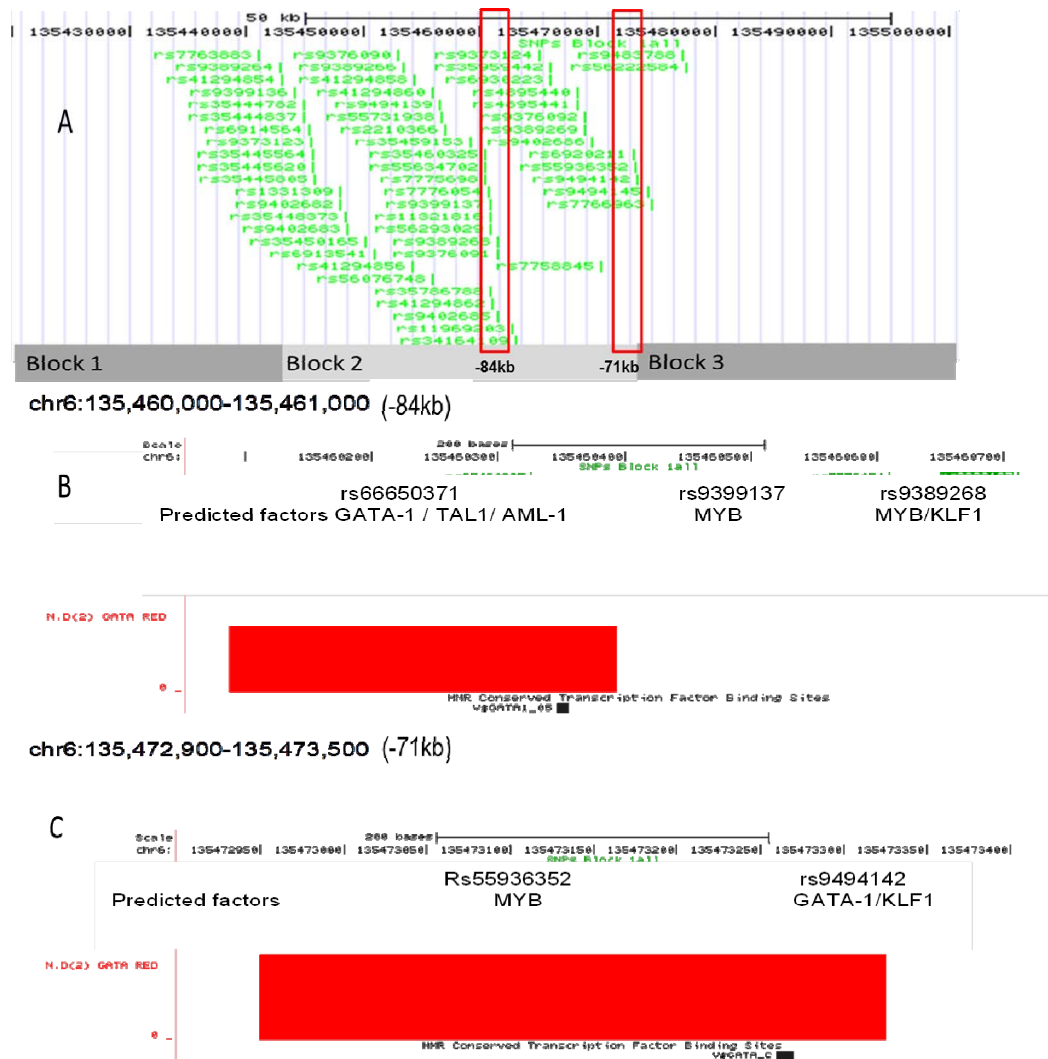 50 kb
135430000| 135440000| 135450000| 135460000| 135470000| 135480000| 135490000| 135500000|
SNPs Block 1all
rs7763883 rs9376090 rs9373124 rs9483788
rs9389264 rs9389266 rs35959442 rs56222584
rs41294854 rs41294858 rs6930223
rs9399136 rs41294860 rs4895440
rs35444782 rs9494139 rs4895441
rs35444837 rs55731938 rs9376092
rs6914564 rs2210366 rs9389269
rs9373123 rs35459153 rs9402686
rs35445564 rs35460325 rs6920211
rs35445620 rs55634702 rs55936352
rs35445805 rs7775698 rs9494142
rs1331309 rs7776054 rs9494145
rs9402682 rs9399137 rs7766963
rs35448373 rs11321816
rs9402683 rs56293029
rs35450165 rs9389268
rs6913541 rs9376091
rs41294856 rs7758845
rs56076748
rs35786788
rs41294862
rs9402685
rs11969203
rs34164109
A
Block 1 Block 2 -84kb -71kb Block 3
chr6:135,460,000-135,461,000 (-84kb)
Scale 200 bases
chr6: | 135460200| 135460300| 135460400| 135460500| 135460600| 135460700|
SNPs Block 1all
B
rs66650371 rs9399137 rs9389268
Predicted factors GATA-1 / TAL1/ AML-1 MYB MYB/KLF1
N.D(2) GATA RED
0 _
HMR Conserved Transcription Factor Binding Sites
V$GATA1_05
chr6:135,472,900-135,473,500 (-71kb)
C
Scale 200 bases
chr6: 135472950| 135473000| 135473050| 135473100| 135473150| 135473200| 135473250| 135473300| 135473350| 135473400|
SNPs Block 1all
Rs55936352 rs9494142
Predicted factors MYB GATA-1/KLF1
N.D(2) GATA RED
0 _
HMR Conserved Transcription Factor Binding Sites
V$GATA_C